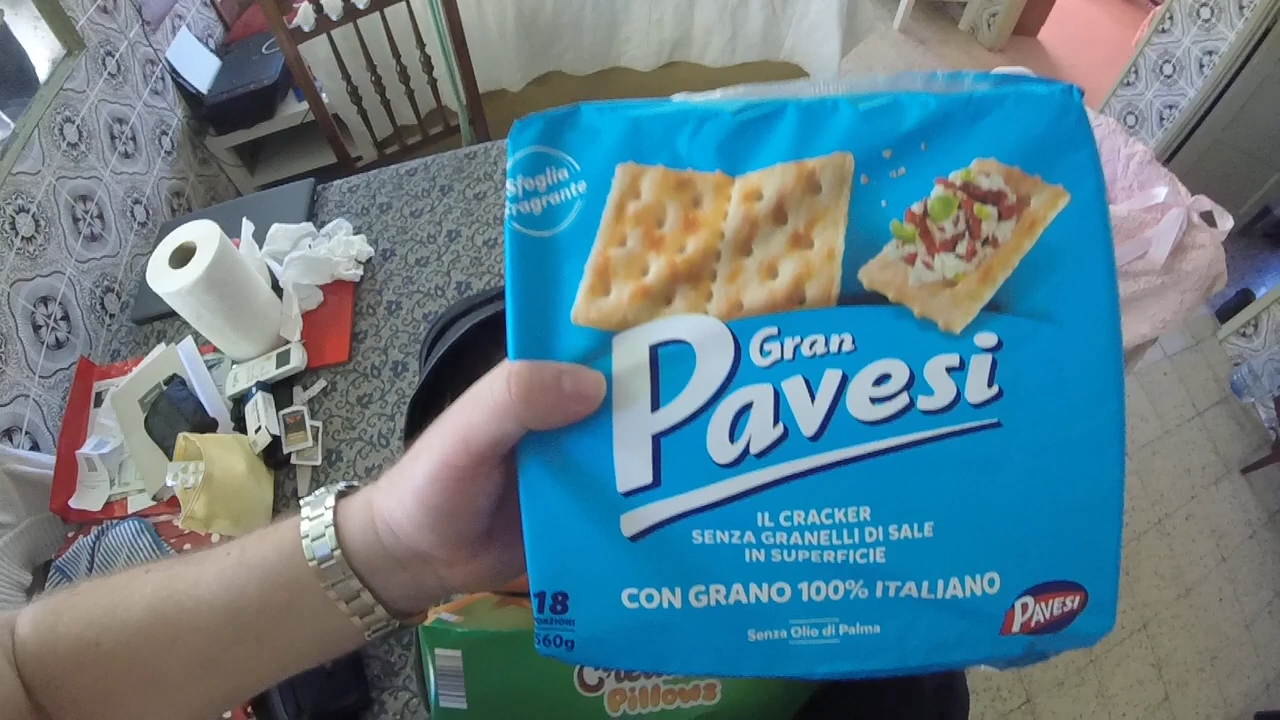 Sfoglia
Fragrante
Gran
Pavesi
IL CRACKER
SENZA GRANELLI DI SALE
IN SUPERFICIE
CON GRANO 100% ITALIANO
Senza Olio di Palma
PAVESI
18
PORZIONI
560g
Pillows